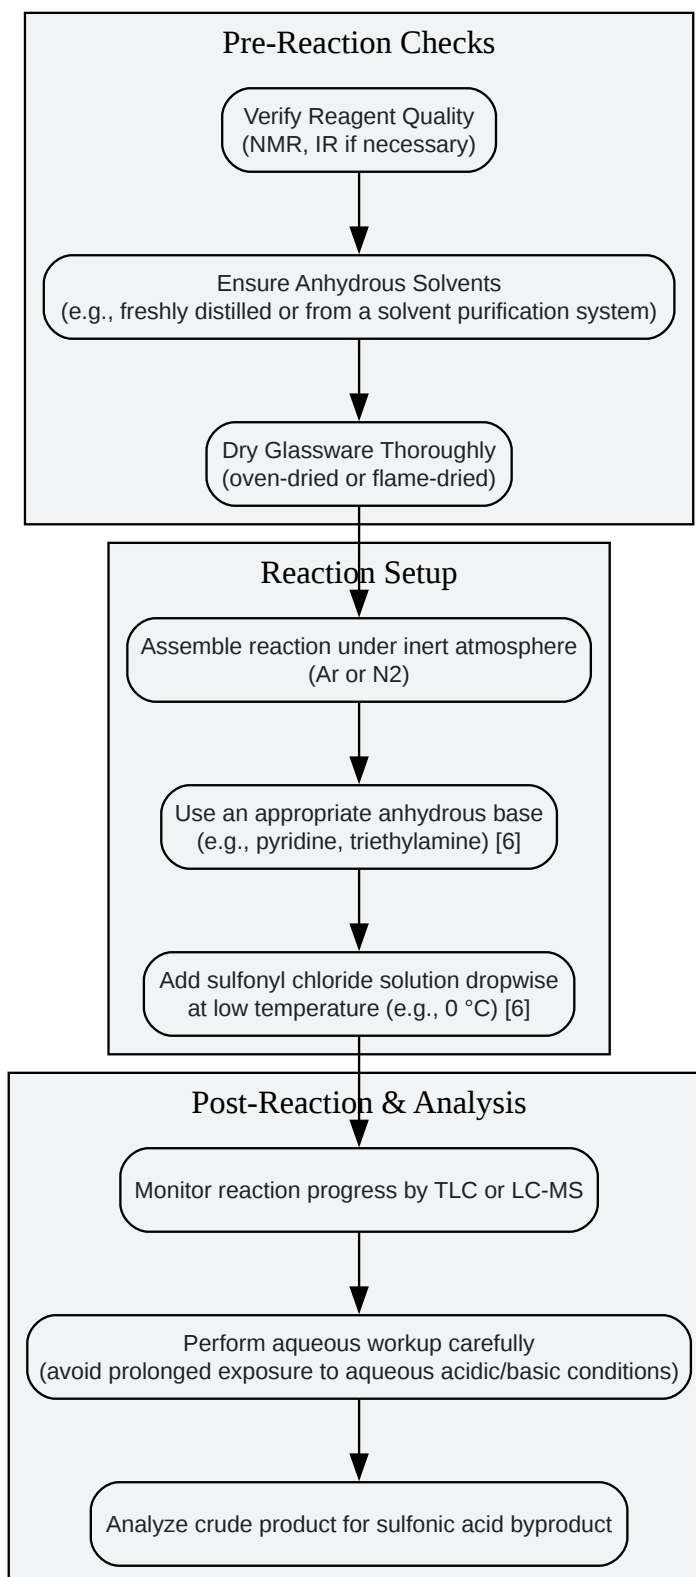 Pre-Reaction Checks
Verify Reagent Quality
(NMR, IR if necessary)
Ensure Anhydrous Solvents
(e.g., freshly distilled or from a solvent purification system)
Dry Glassware Thoroughly
(oven-dried or flame-dried)
Reaction Setup
Assemble reaction under inert atmosphere
(Ar or N2)
Use an appropriate anhydrous base
(e.g., pyridine, triethylamine) [6]
Add sulfonyl chloride solution dropwise
at low temperature (e.g., 0 °C) [6]
Post-Reaction & Analysis
Monitor reaction progress by TLC or LC-MS
Perform aqueous workup carefully
(avoid prolonged exposure to aqueous acidic/basic conditions)
Analyze crude product for sulfonic acid byproduct